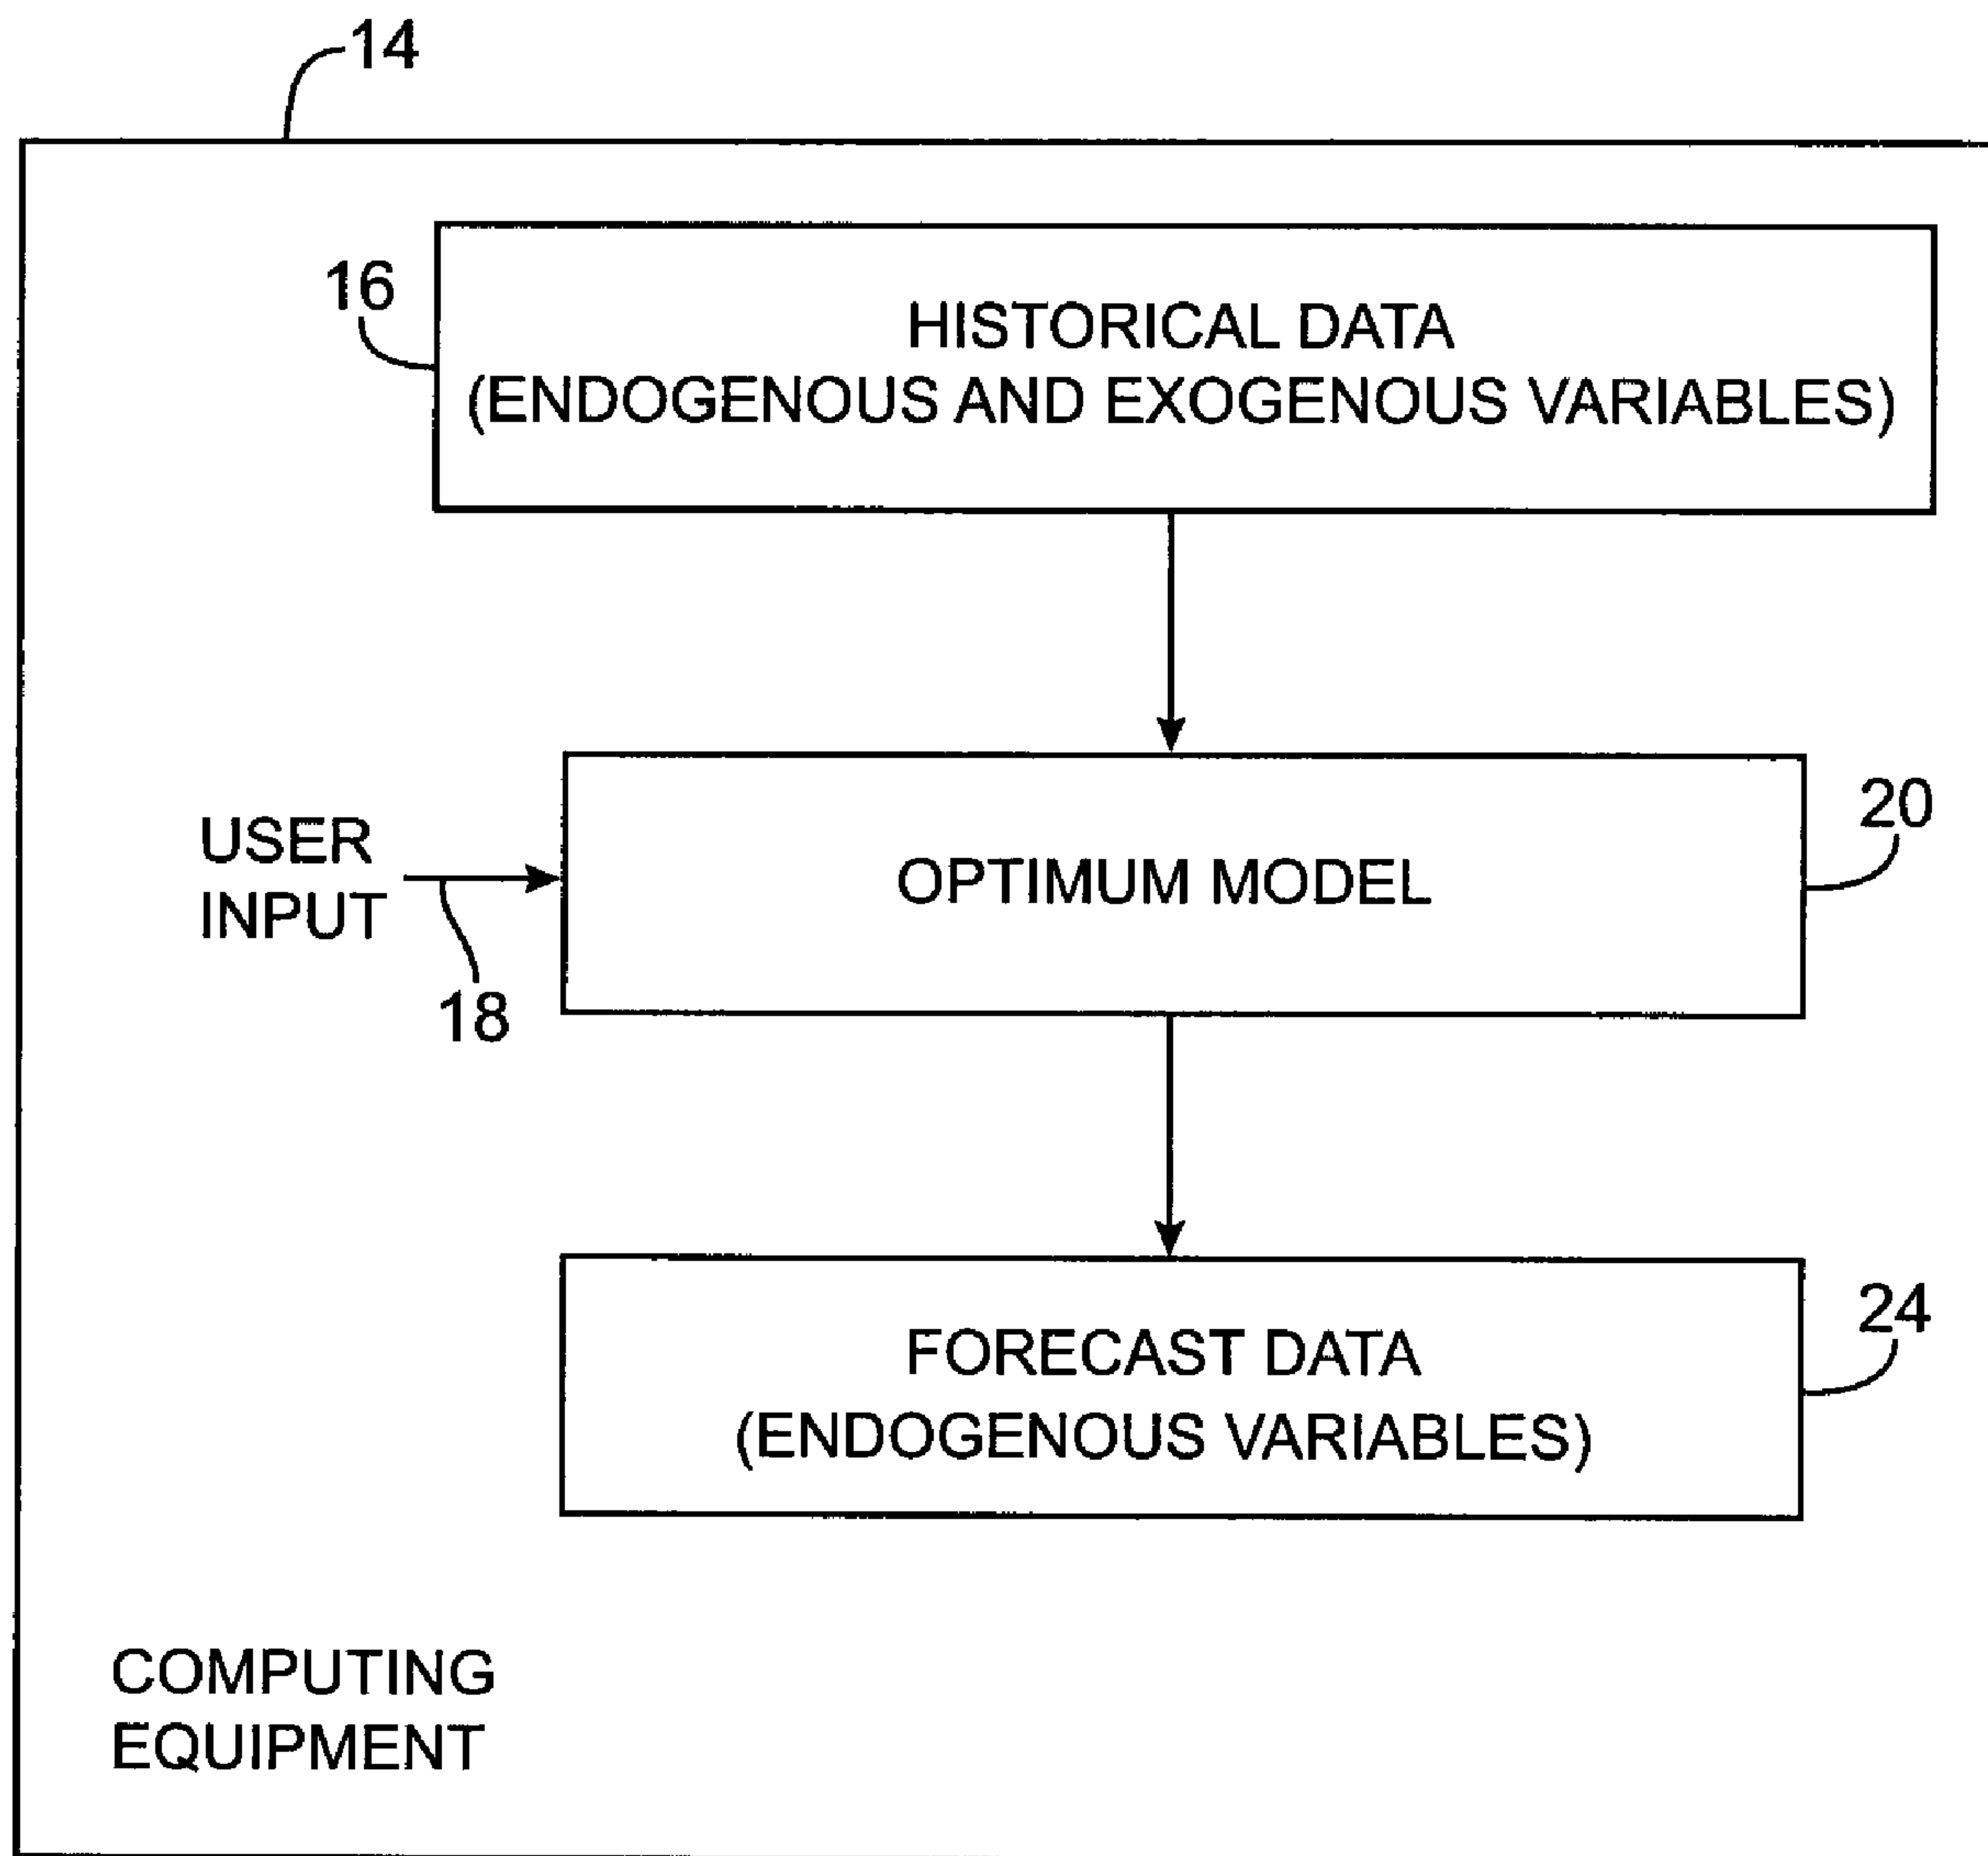 14
16
HISTORICAL DATA
(ENDOGENOUS AND EXOGENOUS VARIABLES)
USER
INPUT
18
OPTIMUM MODEL
20
FORECAST DATA
(ENDOGENOUS VARIABLES)
24
COMPUTING
EQUIPMENT